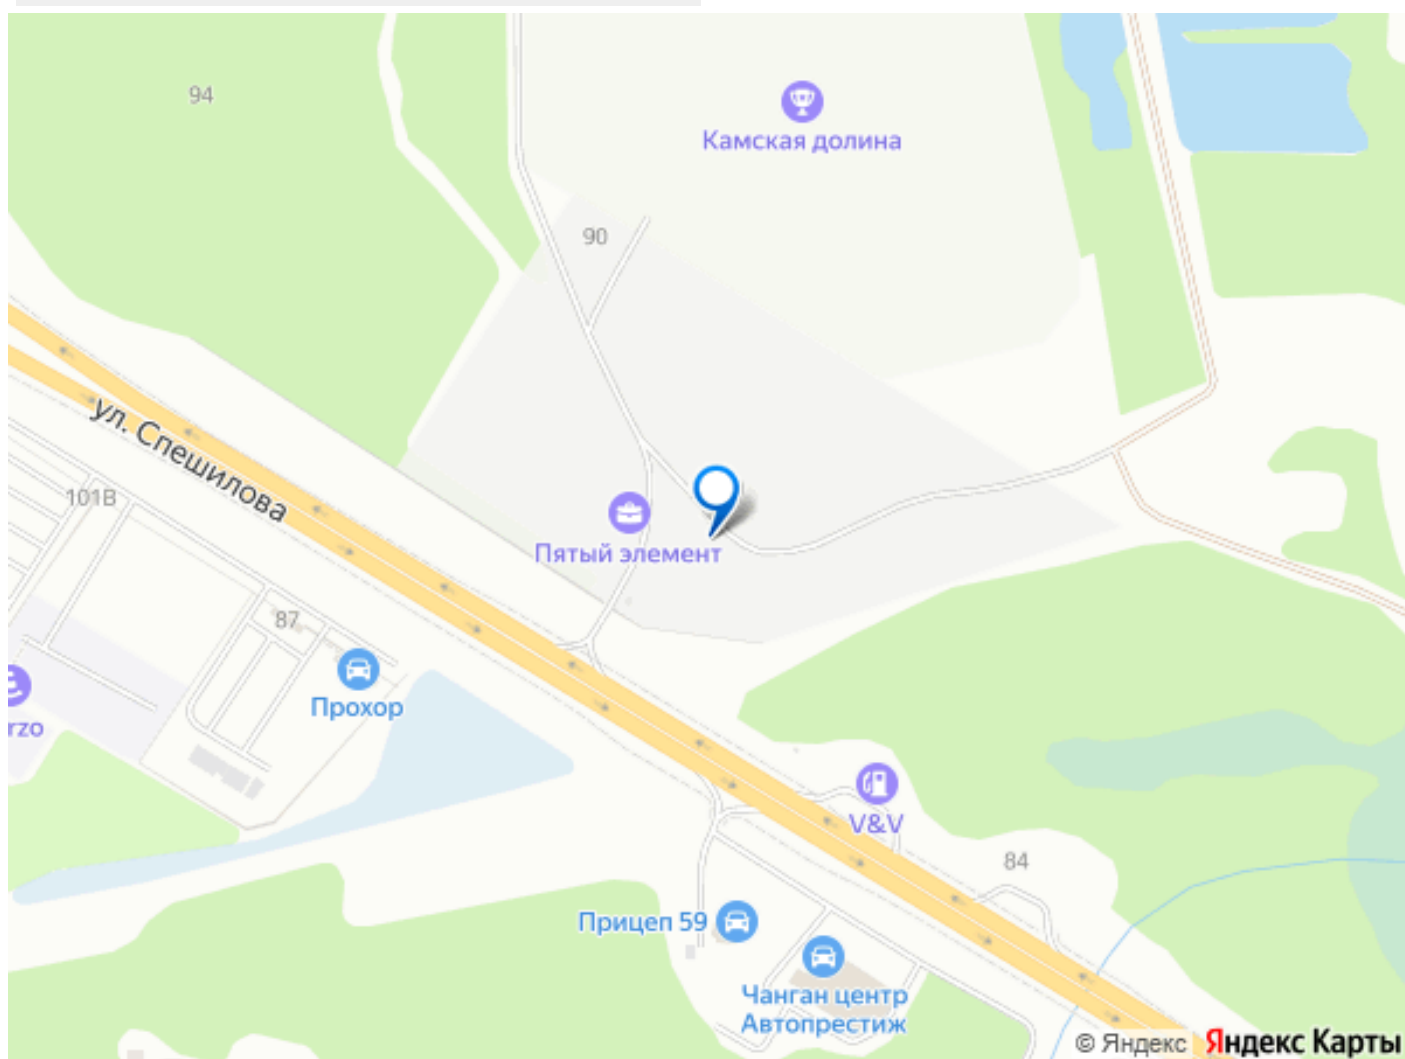 94
Камская долина
90
ул. Спешилова
101В
Пятый элемент
87
Прохор
rzo
V&V
84
Прицеп 59
Чанган центр
Автопрестиж
© Яндекс Яндекс Карты